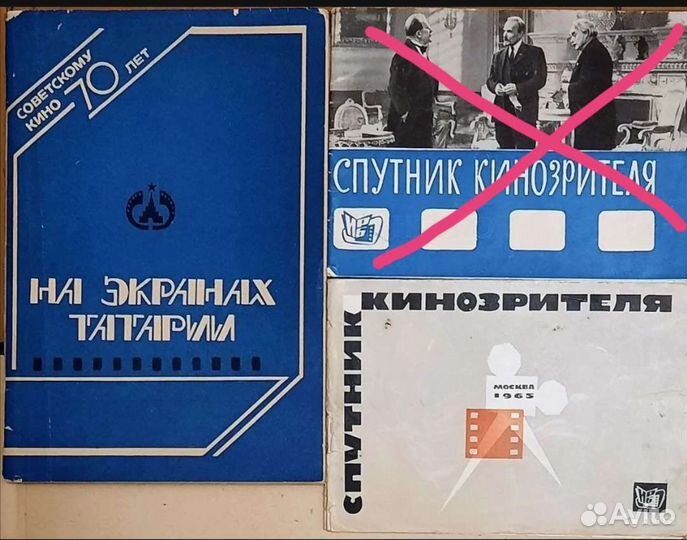 СОВЕТСКОМУ
КИНО 70 ЛЕТ
НА ЭКРАНАХ
ТАТАРИИ
СПУТНИК КИНОЗРИТЕЛЯ
СПУТНИК
КИНОЗРИТЕЛЯ
МОСКВА
1965
Avito